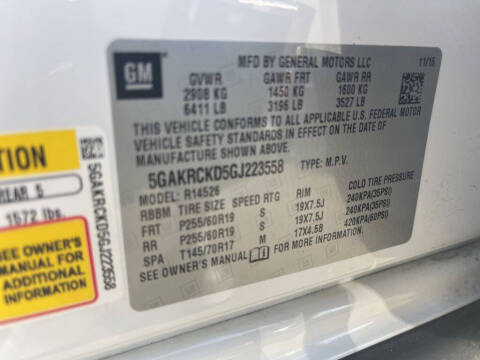 GM
MFD BY GENERAL MOTORS LLC
11/15
GVWR GAWR FRT GAWR RR
2908 KG 1450 KG 1600 KG
6411 LB 3196 LB 3527 LB
THIS VEHICLE CONFORMS TO ALL APPLICABLE U.S. FEDERAL MOTOR
VEHICLE SAFETY STANDARDS IN EFFECT ON THE DATE OF
MANUFACTURE SHOWN ABOVE.
5GAKRCKD5GJ223558 TYPE: M.P.V.
MODEL: R14526
RBBM TIRE SIZE SPEED RTG RIM COLD TIRE PRESSURE
FRT P255/60R19 S 19X7.5J 240KPA(35PSI)
RR P255/60R19 S 19X7.5J 240KPA(35PSI)
SPA T145/70R17 M 17X4.5B 420KPA(60PSI)
SEE OWNER'S MANUAL FOR MORE INFORMATION.
TION
REAR 5
1672 lbs.
SEE OWNER'S
MANUAL FOR
ADDITIONAL
INFORMATION
5GAKRCKD5GJ223558